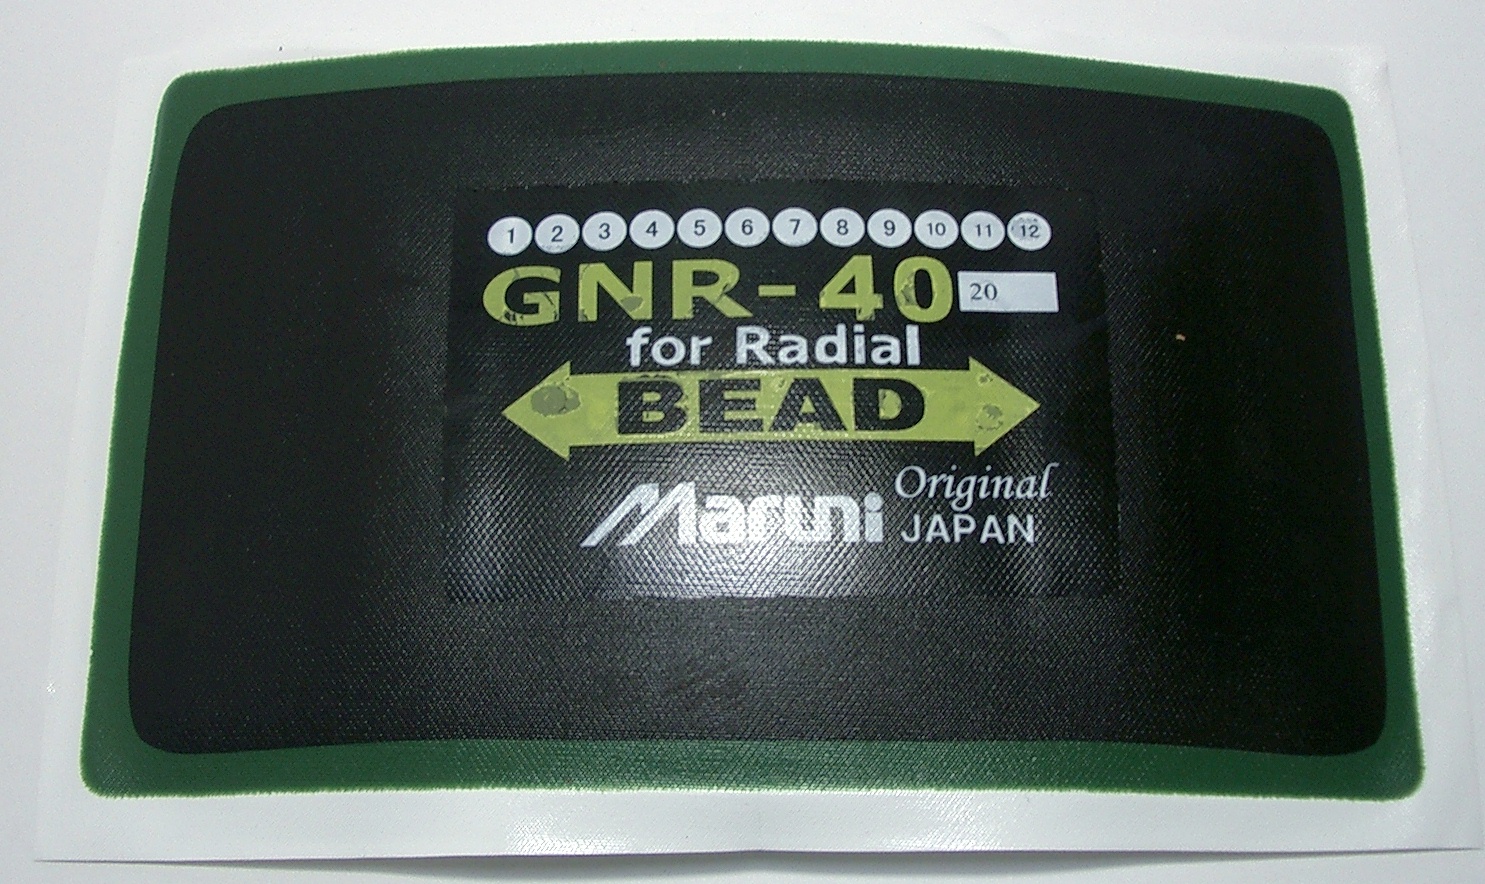 1 2 3 4 5 6 7 8 9 10 11 12
GNR-40 20
for Radial
BEAD
Maruni Original JAPAN